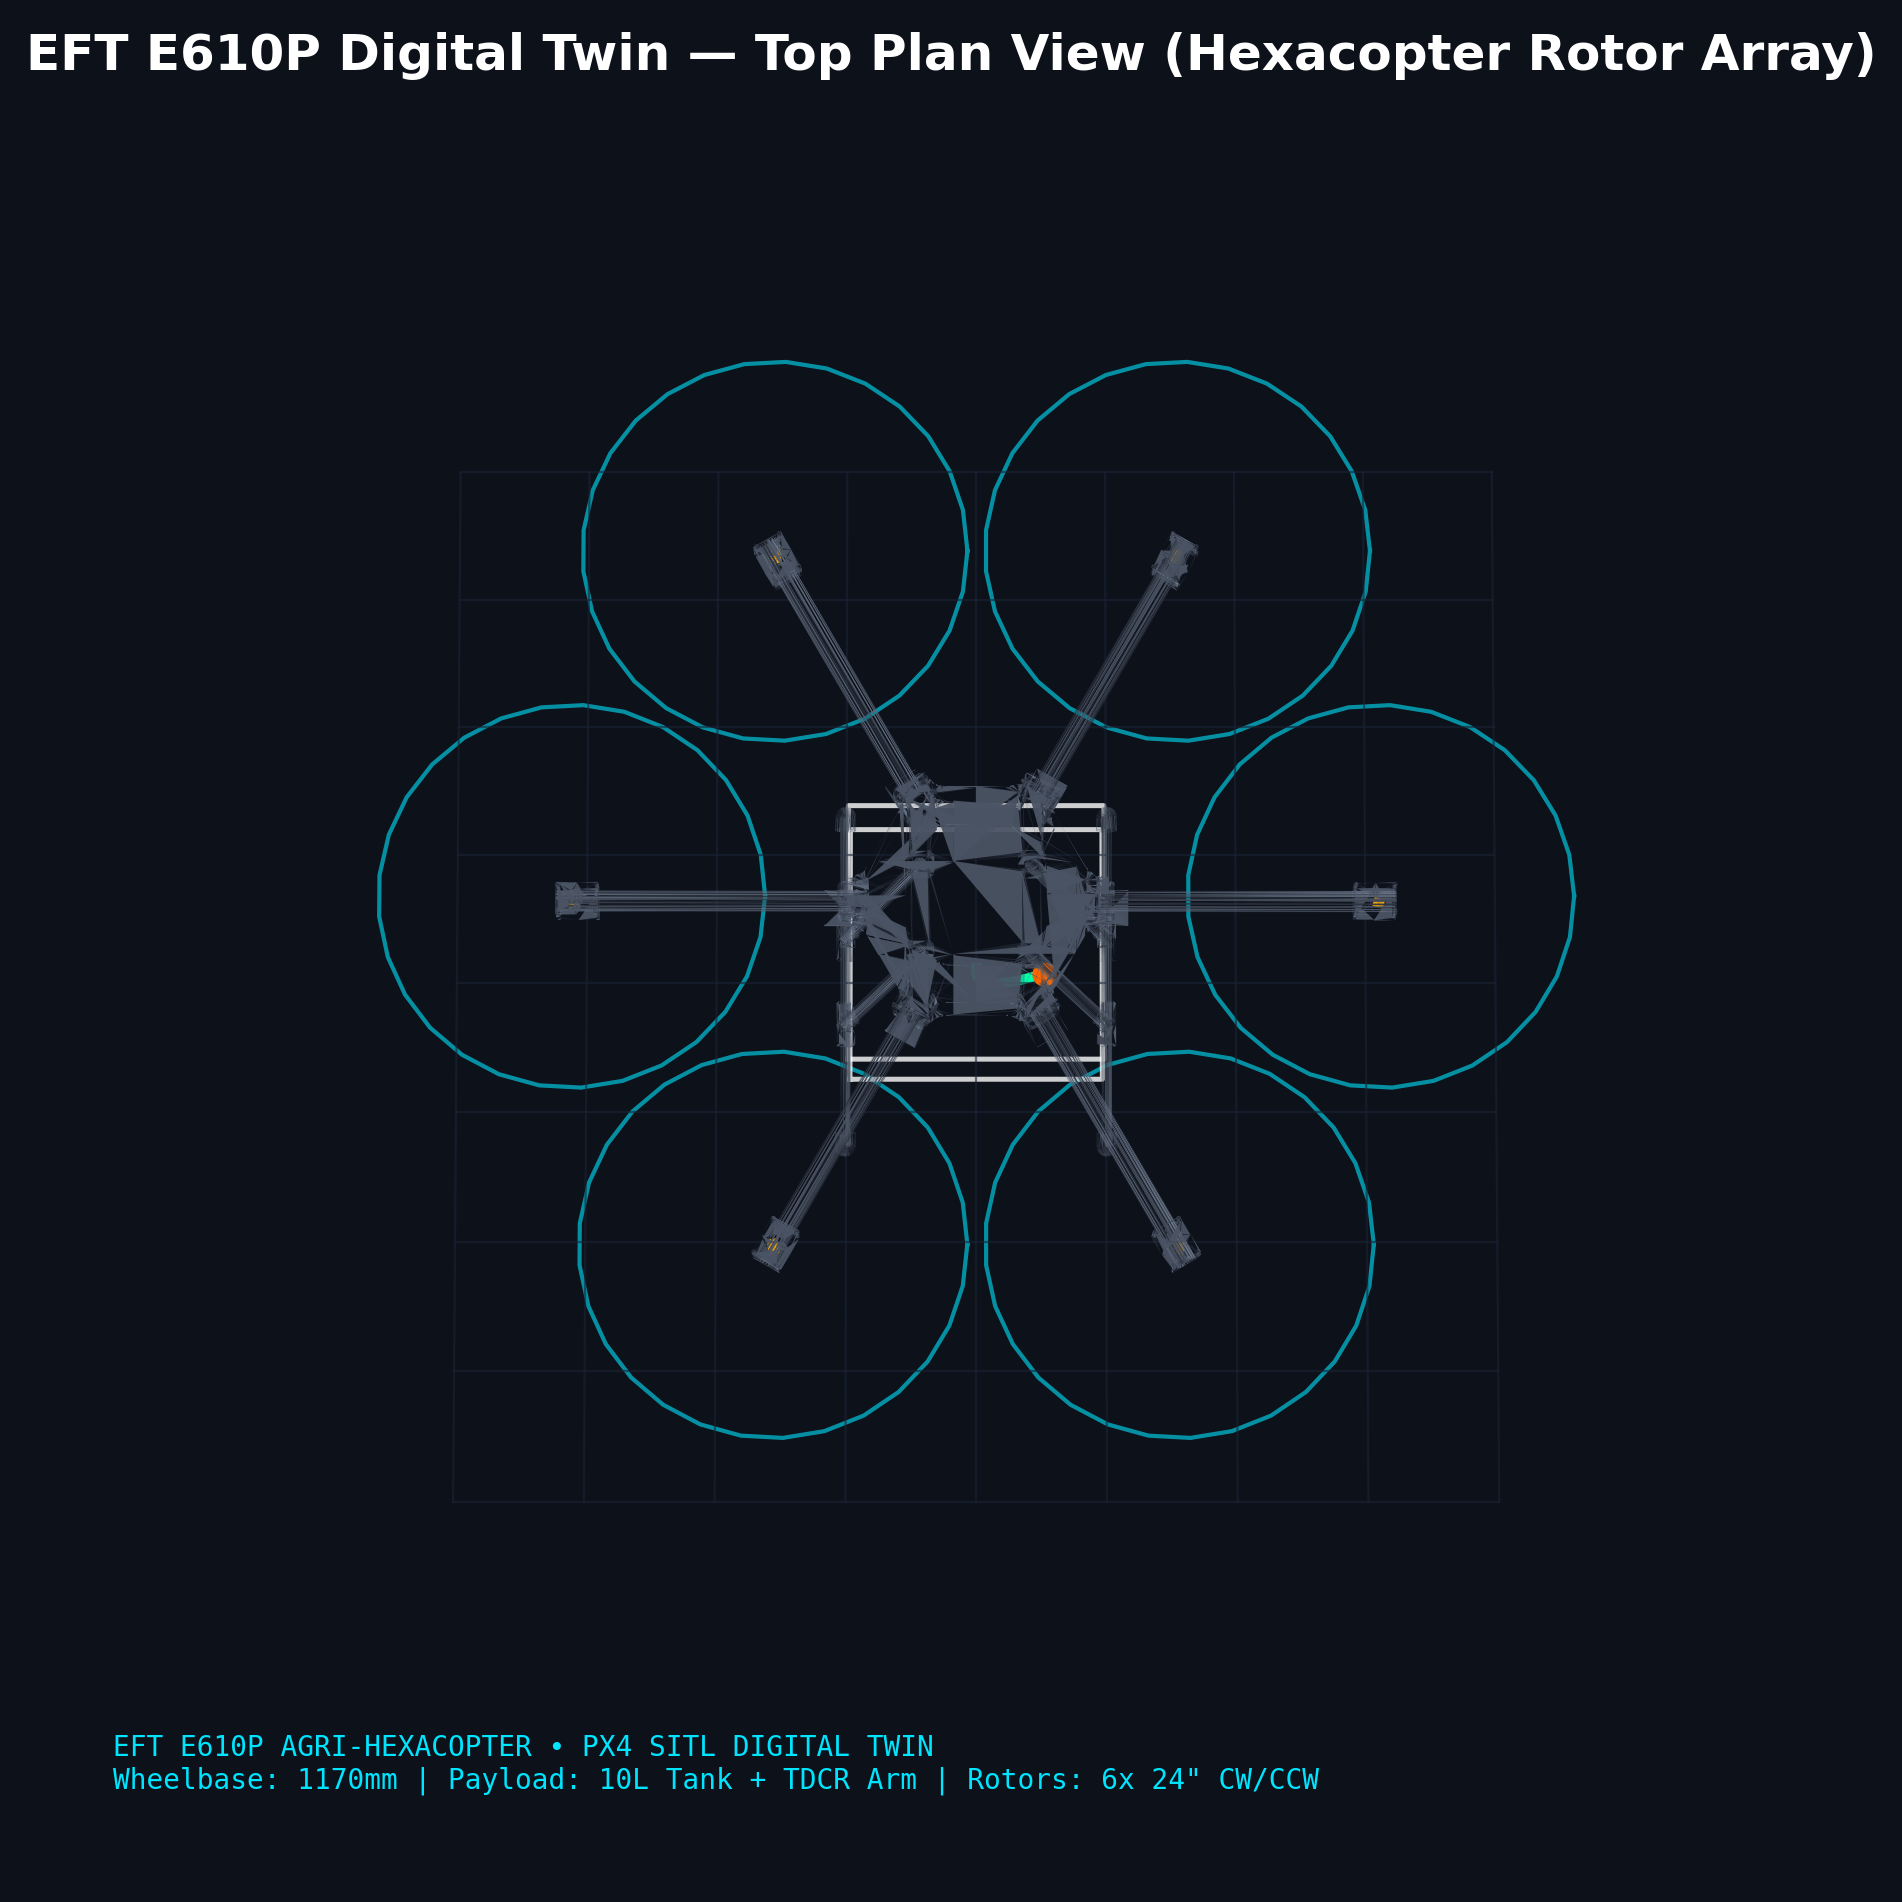 EFT E610P Digital Twin — Top Plan View (Hexacopter Rotor Array)
EFT E610P AGRI-HEXACOPTER • PX4 SITL DIGITAL TWIN
Wheelbase: 1170mm | Payload: 10L Tank + TDCR Arm | Rotors: 6x 24" CW/CCW